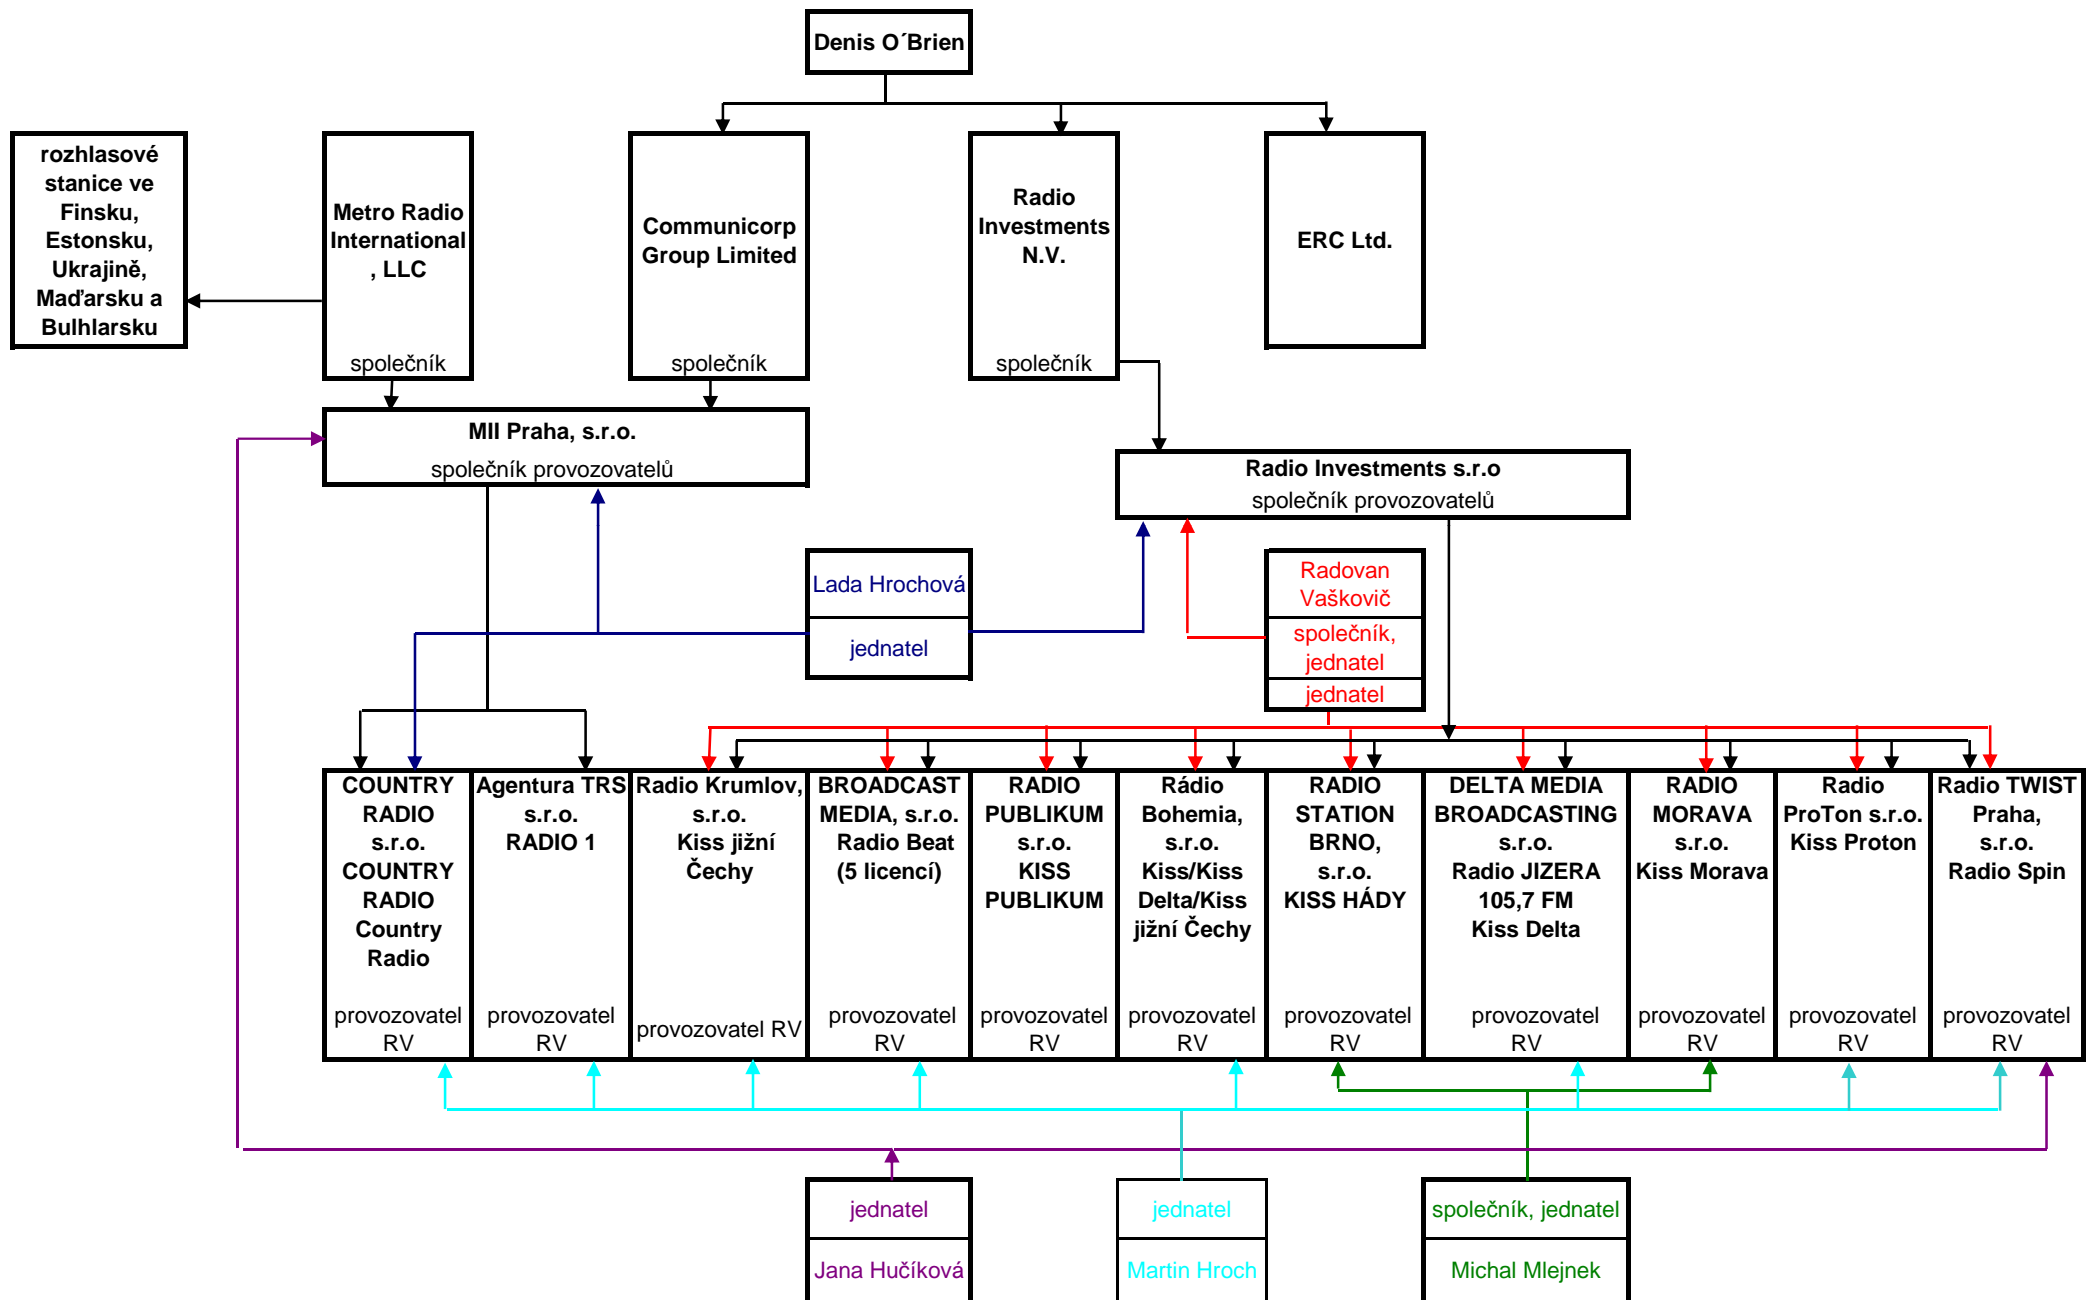 Denis O´Brien
rozhlasové
stanice ve
Finsku,
Estonsku,
Ukrajině,
Maďarsku a
Bulhlarsku
Metro Radio
International
, LLC
společník
Communicorp
Group Limited
společník
Radio
Investments
N.V.
společník
ERC Ltd.
MII Praha, s.r.o.
společník provozovatelů
Radio Investments s.r.o
společník provozovatelů
Lada Hrochová
jednatel
Radovan
Vaškovič
společník,
jednatel
jednatel
COUNTRY
RADIO
s.r.o.
COUNTRY
RADIO
Country
Radio
provozovatel
RV
Agentura TRS
s.r.o.
RADIO 1
provozovatel
RV
Radio Krumlov,
s.r.o.
Kiss jižní
Čechy
provozovatel RV
BROADCAST
MEDIA, s.r.o.
Radio Beat
(5 licencí)
provozovatel
RV
RADIO
PUBLIKUM
s.r.o.
KISS
PUBLIKUM
provozovatel
RV
Rádio
Bohemia,
s.r.o.
Kiss/Kiss
Delta/Kiss
jižní Čechy
provozovatel
RV
RADIO
STATION
BRNO,
s.r.o.
KISS HÁDY
provozovatel
RV
DELTA MEDIA
BROADCASTING
s.r.o.
Radio JIZERA
105,7 FM
Kiss Delta
provozovatel
RV
RADIO
MORAVA
s.r.o.
Kiss Morava
provozovatel
RV
Radio
ProTon s.r.o.
Kiss Proton
provozovatel
RV
Radio TWIST
Praha,
s.r.o.
Radio Spin
provozovatel
RV
jednatel
Jana Hučíková
jednatel
Martin Hroch
společník, jednatel
Michal Mlejnek